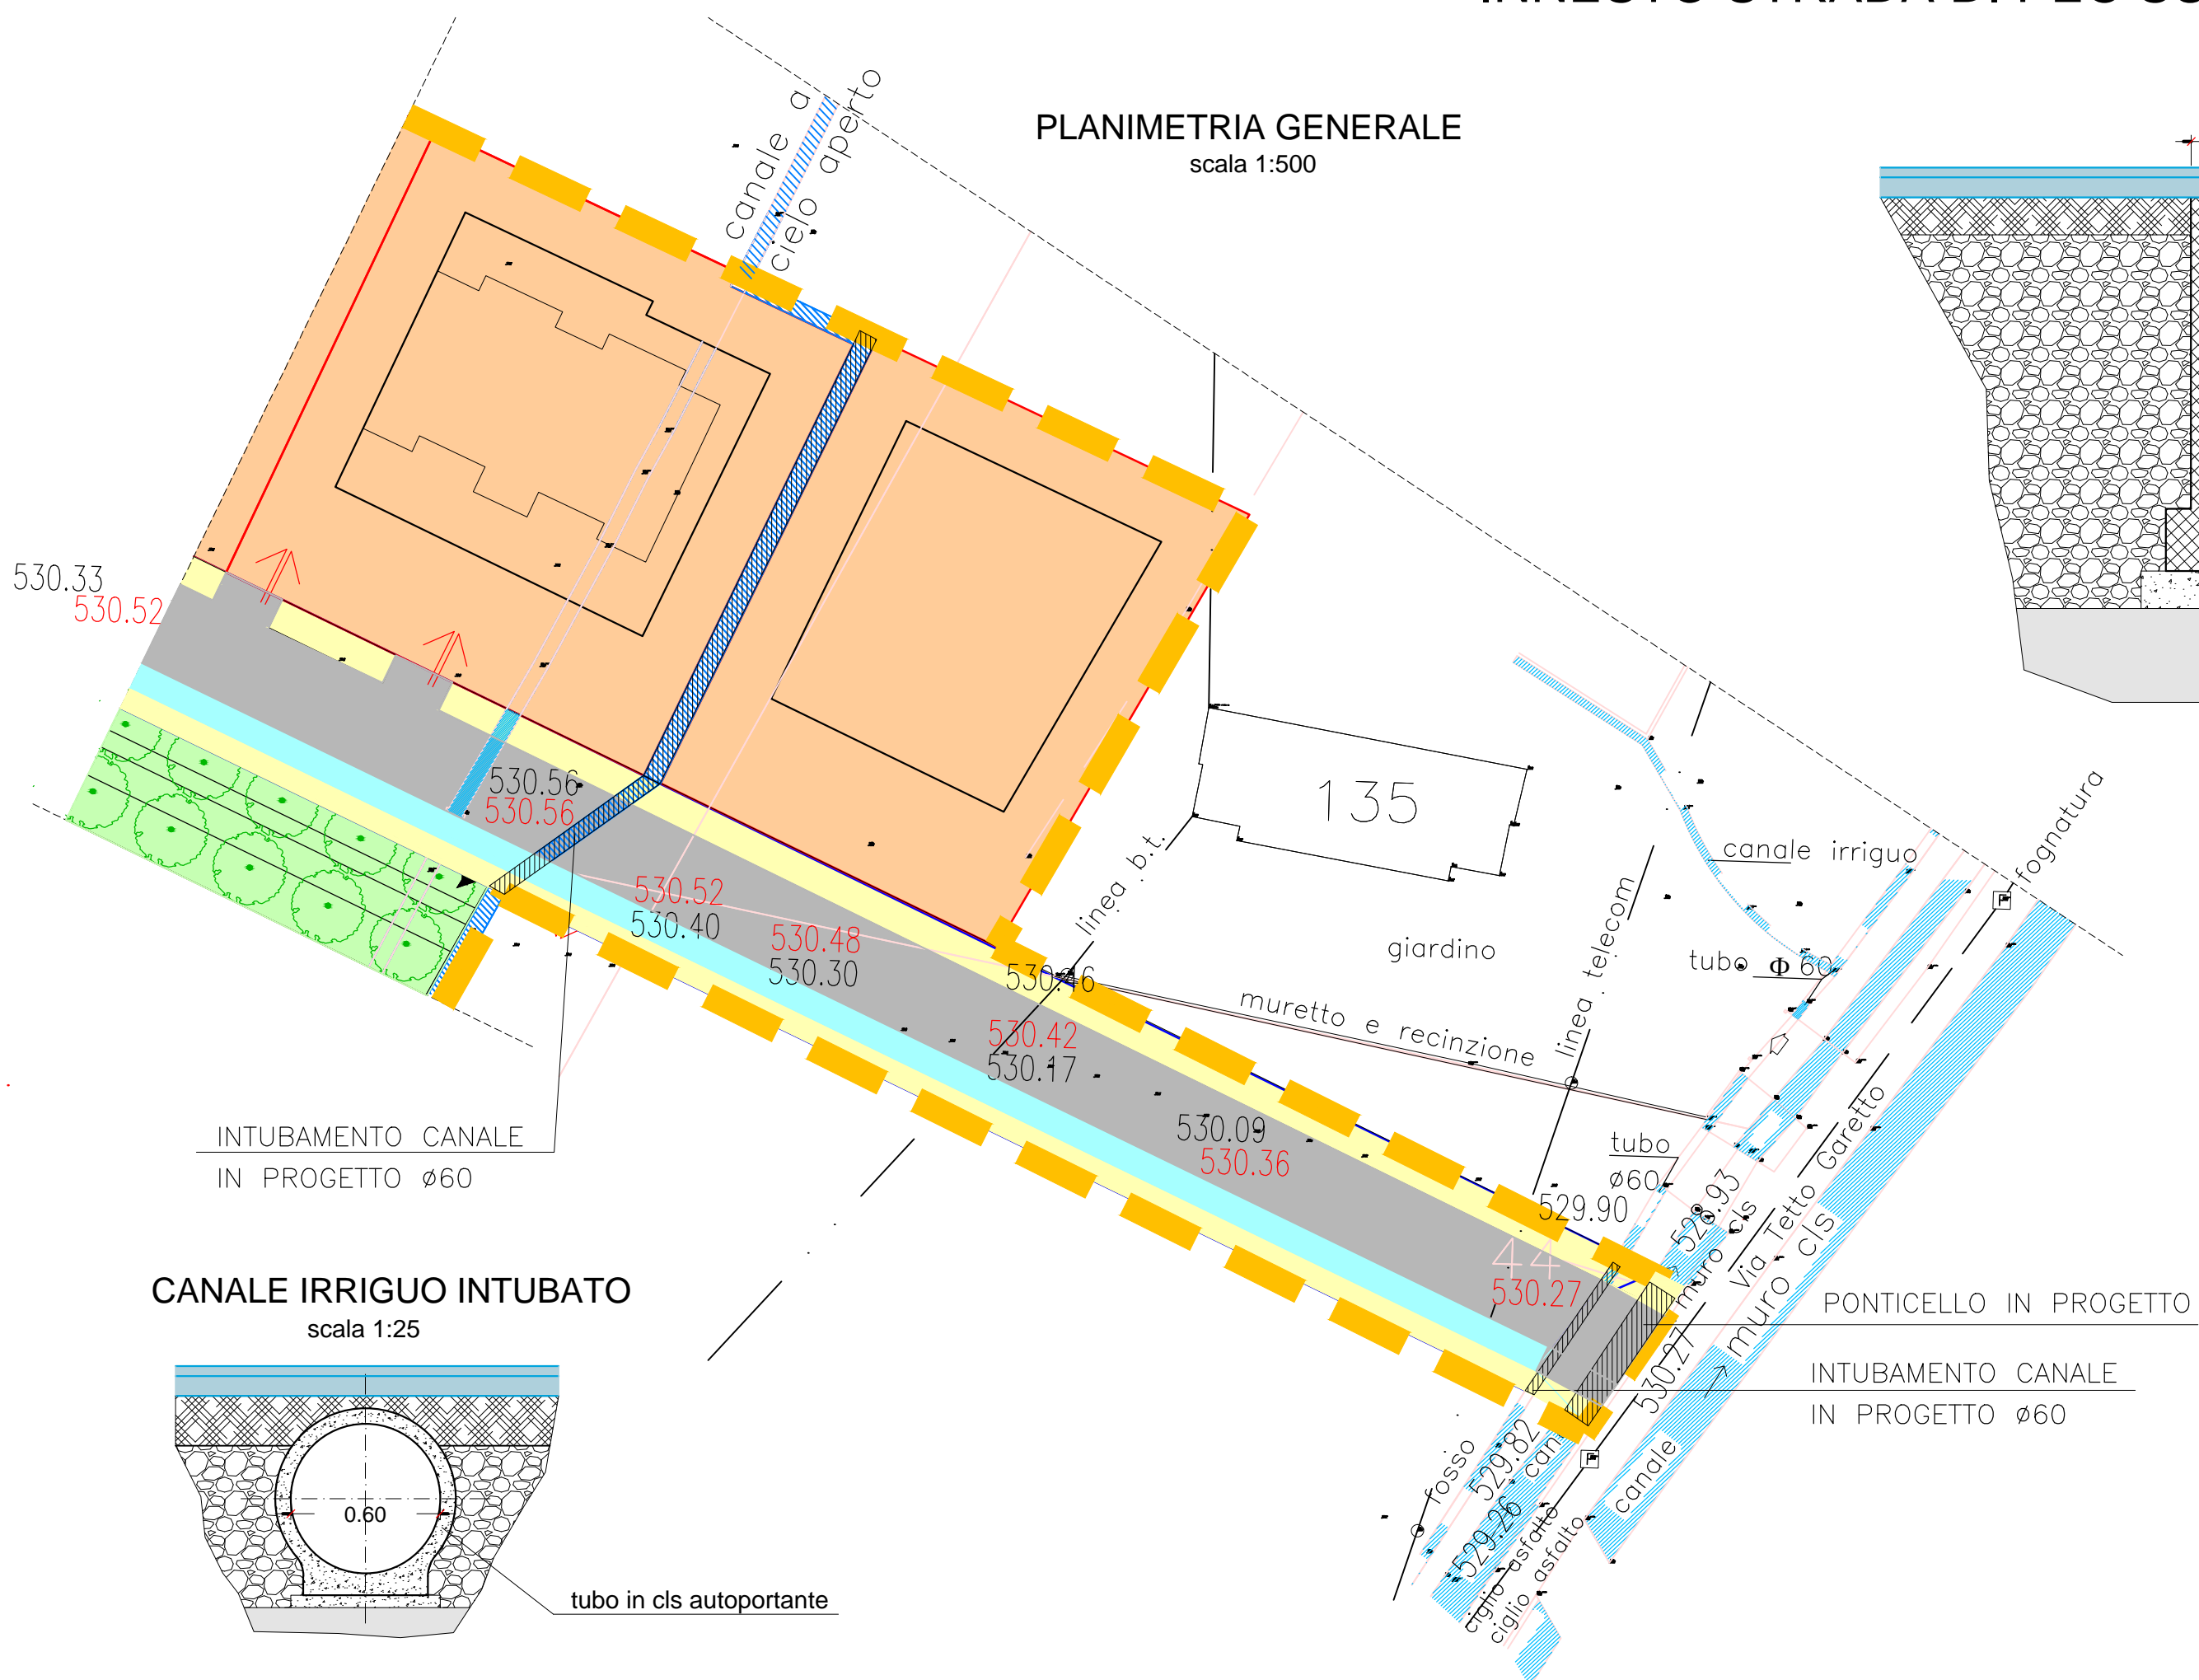 PLANIMETRIA GENERALE
scala 1:500
canale a
cielo aperto
530.33
530.52
530.56
530.56
530.52
530.40
530.48
530.30
530.42
530.17
530.09
530.36
529.90
530.27
44
135
linea b.t.
giardino
linea telecom
muretto e recinzione
canale irriguo
tubo Φ 60
fognatura
tubo
ø60
528.93
muro cls
Via Tetto Garetto
muro cls
530.27
canale
fosso
529.82
529.26
ciglio asfalto
ciglio asfalto
PONTICELLO IN PROGETTO
INTUBAMENTO CANALE
IN PROGETTO ø60
INTUBAMENTO CANALE
IN PROGETTO ø60
CANALE IRRIGUO INTUBATO
scala 1:25
0.60
tubo in cls autoportante